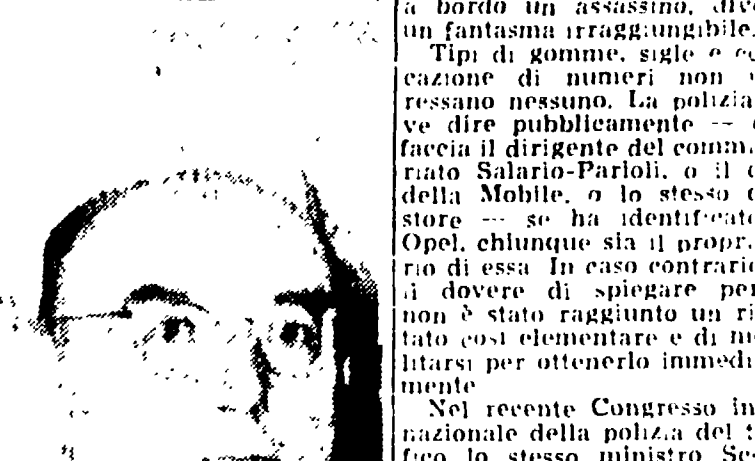 a bordo un assassino, dive
un fantasma irraggiungibile.
Tipi di gomme, sigle e
cazione di numeri non
ressano nessuno. La polizia
ve dire pubblicamente --
faccia il dirigente del comm
riato Salario-Parioli, o il
della Mobile, o lo stesso
store -- se ha identificato
Opel, chiunque sia il propr
rio di essa In caso contrario
il dovere di spiegare per
non è stato raggiunto un ri
tato così elementare e di m
litarsi per ottenerlo immedi
mente
Nel recente Congresso in
nazionale della polizia del
fico lo stesso ministro